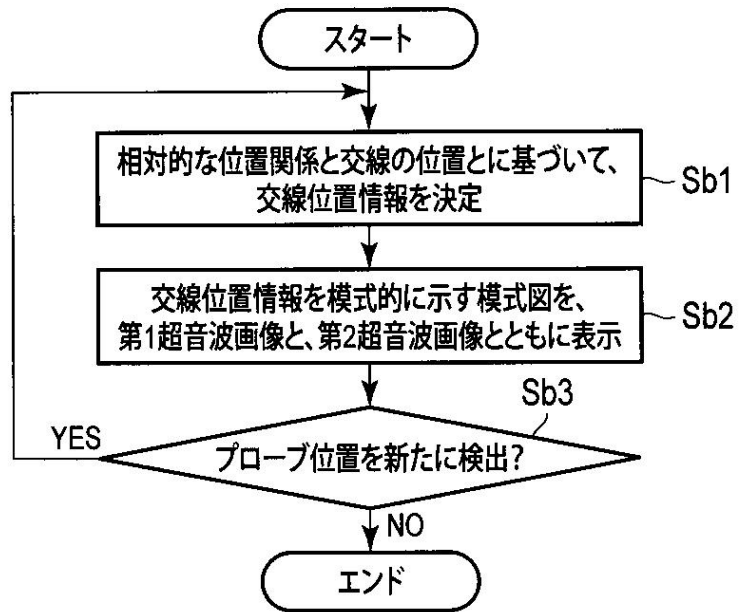 スタート
相対的な位置関係と交線の位置とに基づいて、
交線位置情報を決定
Sb1
交線位置情報を模式的に示す模式図を、
第1超音波画像と、第2超音波画像とともに表示
Sb2
Sb3
YES
プローブ位置を新たに検出?
NO
エンド